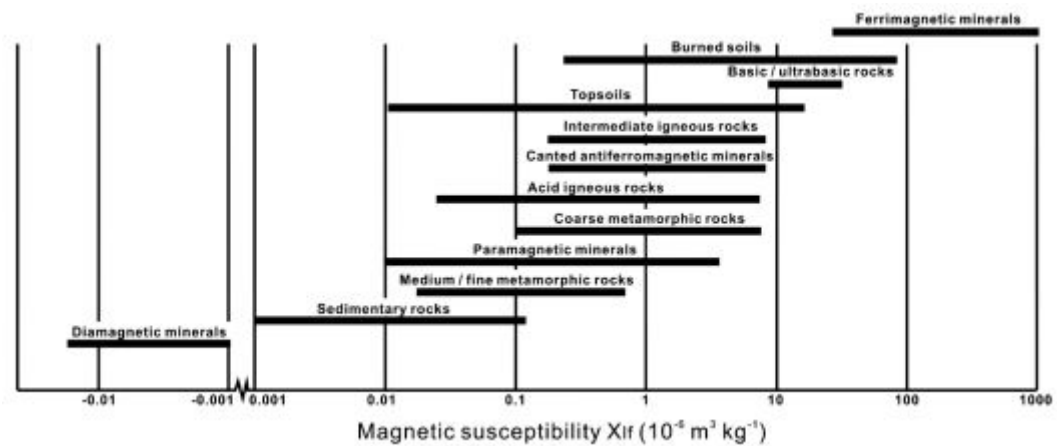 Ferrimagnetic minerals
Burned soils
Basic / ultrabasic rocks
Topsoils
Intermediate igneous rocks
Canted antiferromagnetic minerals
Acid igneous rocks
Coarse metamorphic rocks
Paramagnetic minerals
Medium / fine metamorphic rocks
Sedimentary rocks
Diamagnetic minerals
-0.01 -0.001 0.001 0.01 0.1 1 10 100 1000
Magnetic susceptibility Xlf (10⁻⁶ m³ kg⁻¹)